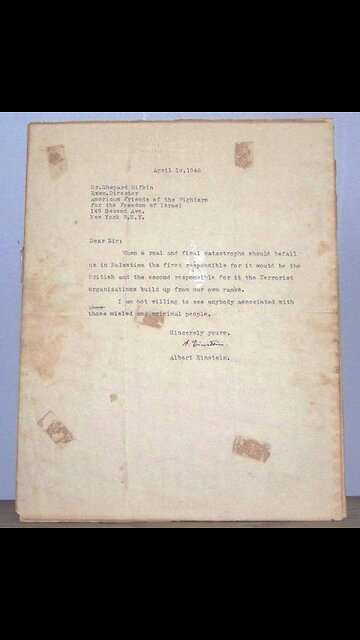 April 10,1948
Mr.Shepard Rifkin
Exec.Director
American Friends of the Fighters
for the Freedom of Israel
149 Second Ave.
New York 3,N.Y.
Dear Sir:
When a real and final catastrophe should befall
us in Palestine the first responsible for it would be the
British and the second responsible for it the Terrorist
organizations build up from our own ranks.
I am not willing to see anybody associated with
those misled and criminal people.
Sincerely yours,
A. Einstein.
Albert Einstein.